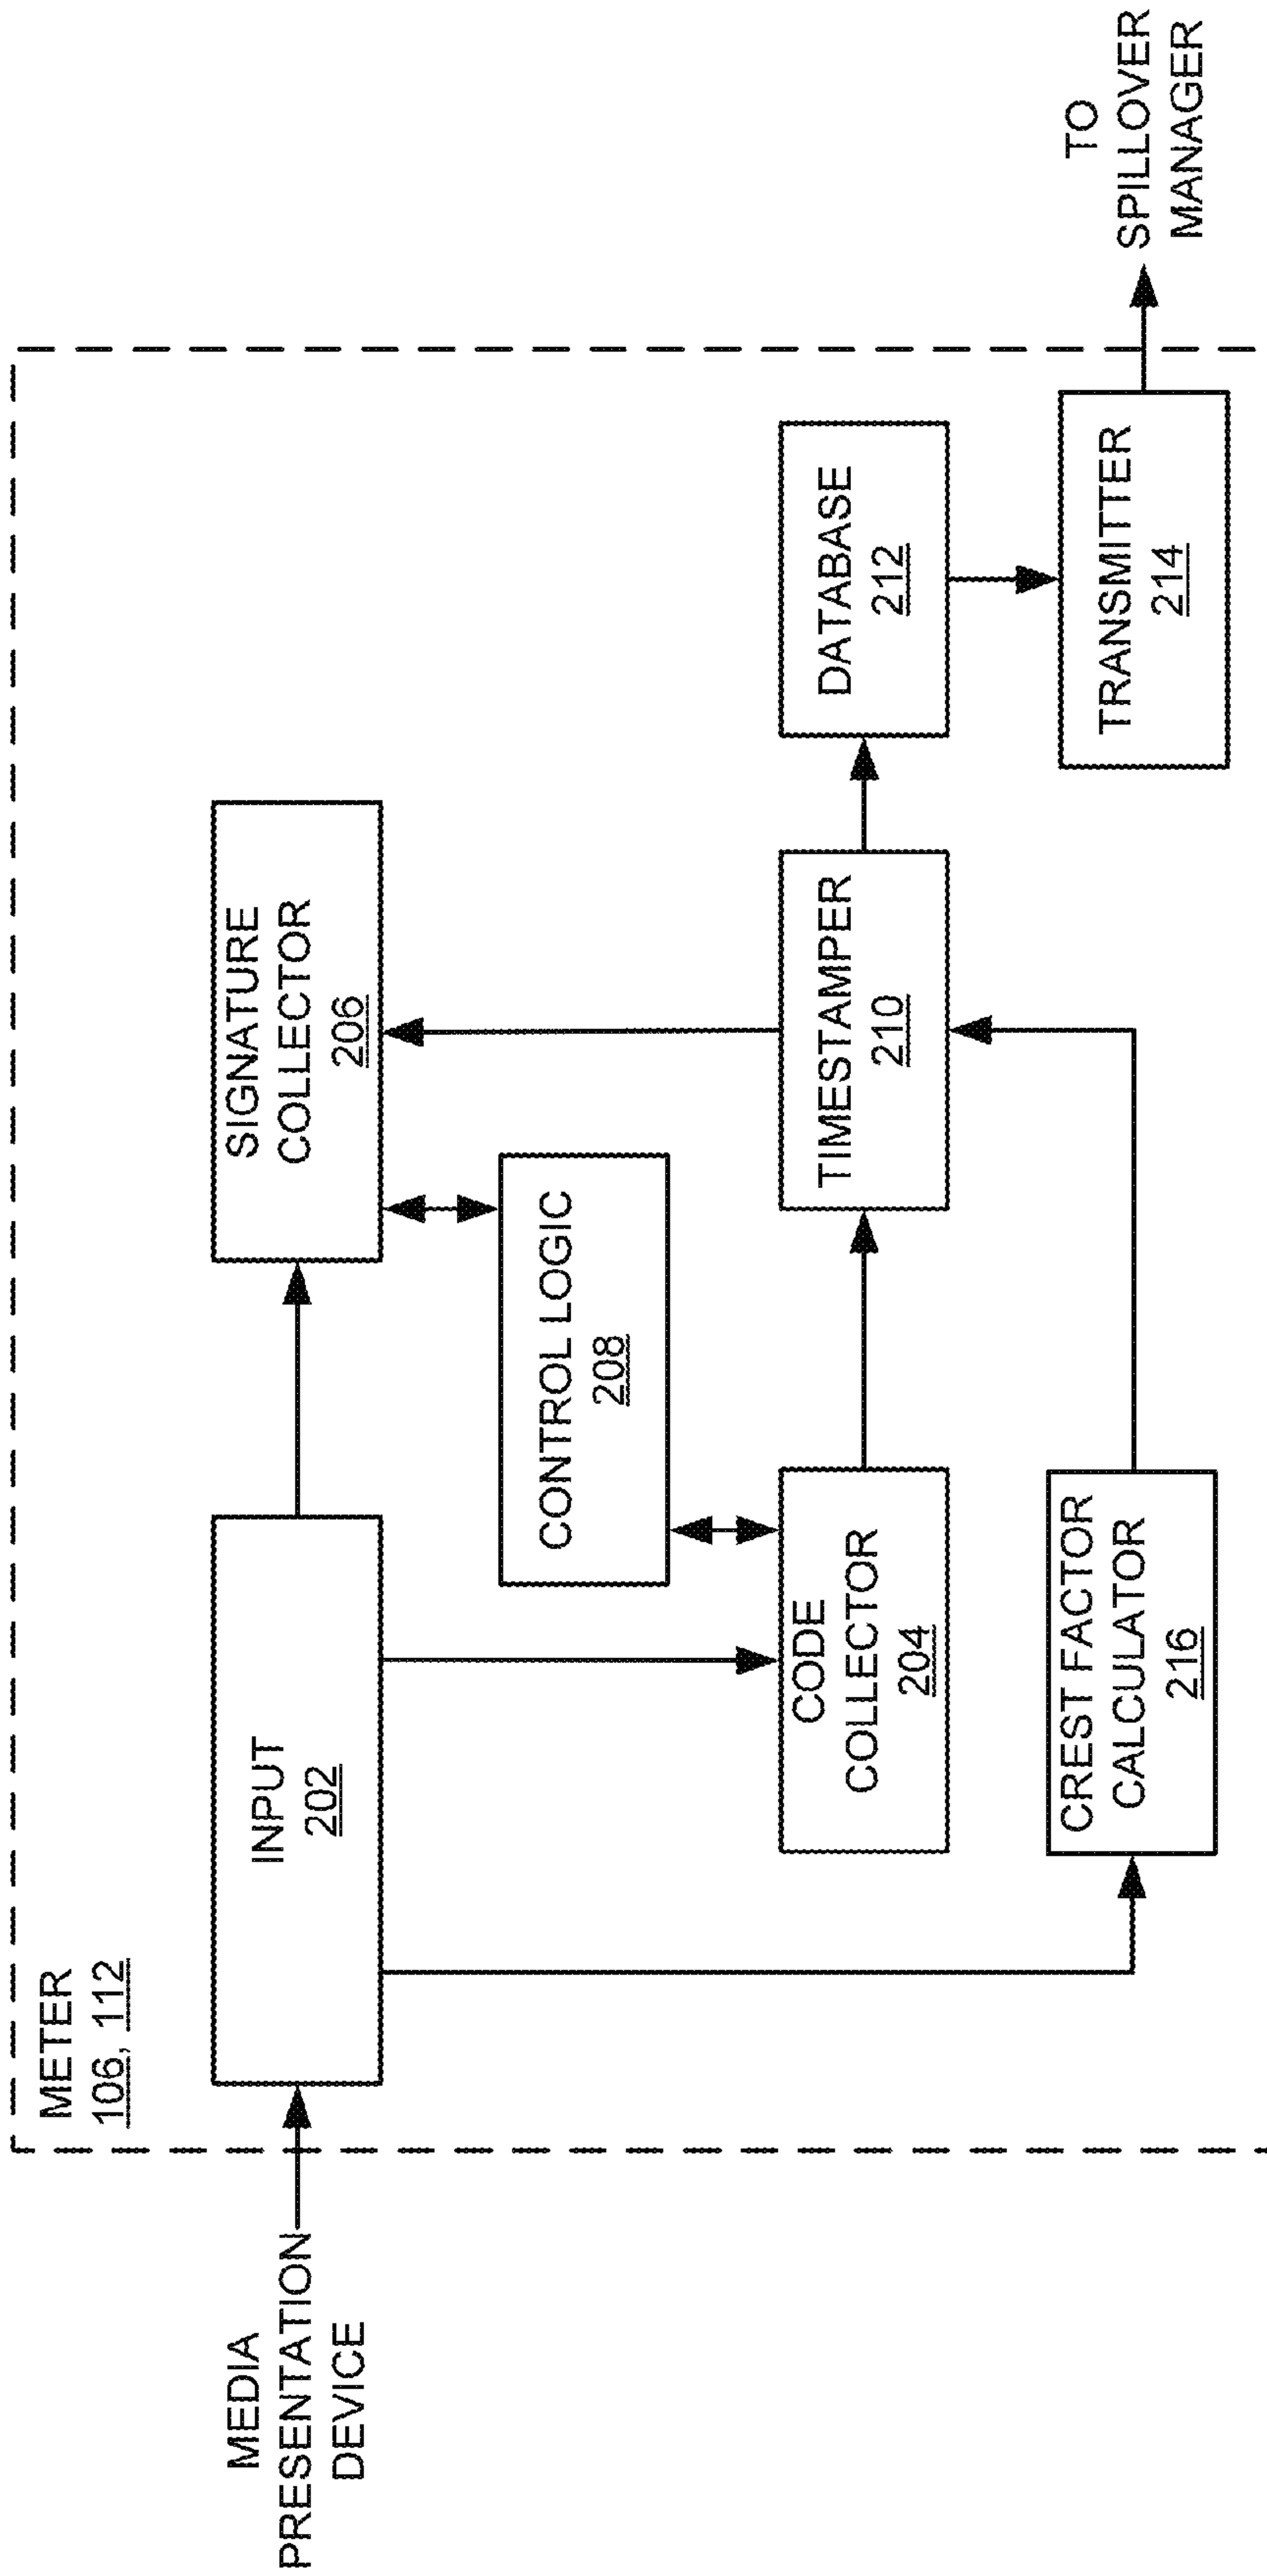 METER
106, 112
MEDIA
PRESENTATION
DEVICE
INPUT
202
SIGNATURE
COLLECTOR
206
CONTROL LOGIC
208
CODE
COLLECTOR
204
TIMESTAMPER
210
DATABASE
212
CREST FACTOR
CALCULATOR
216
TRANSMITTER
214
TO
SPILLOVER
MANAGER